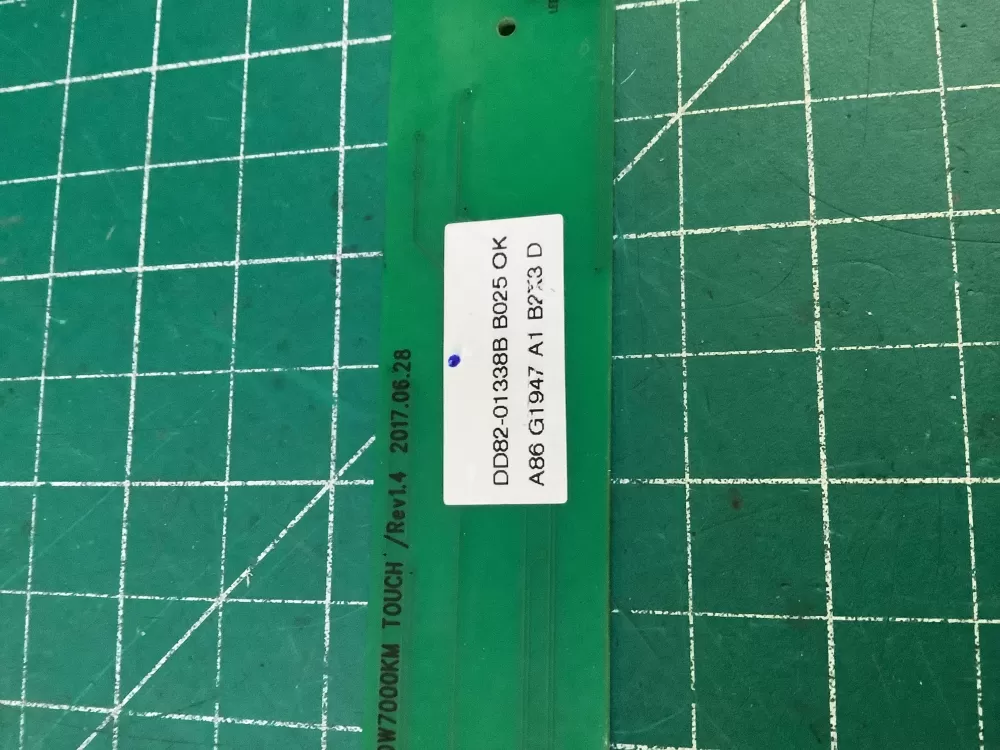 DW7000KM TOUCH /Rev1.4 2017.06.28
DD82-01338B B025 OK
A86 G1947 A1 D